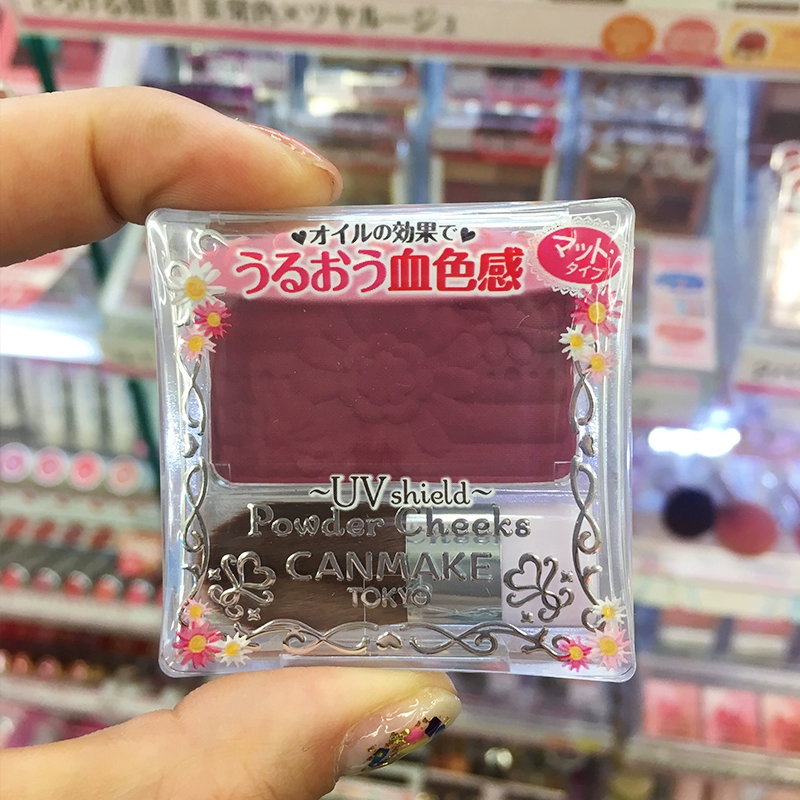 ♥オイルの効果で♥
うるおう血色感
マット
タイプ
~UV shield~
Powder Cheeks
CANMAKE
TOKYO